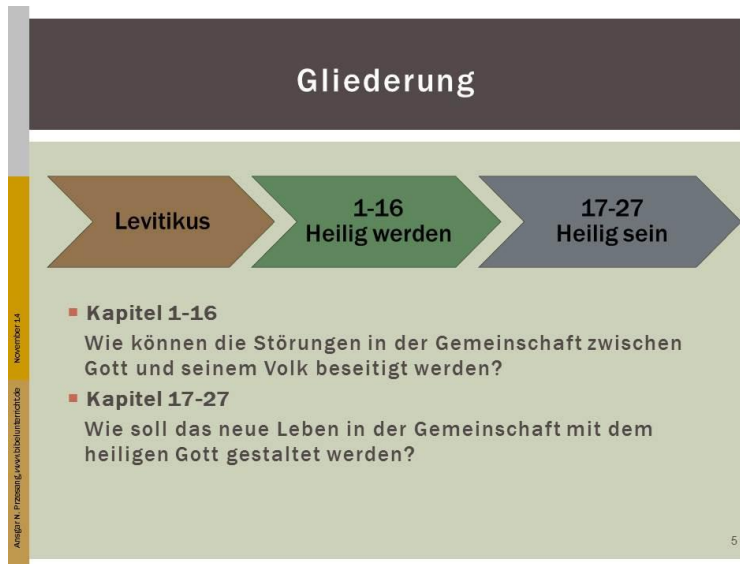 Gliederung
Levitikus
1-16
Heilig werden
17-27
Heilig sein
Kapitel 1-16
Wie können die Störungen in der Gemeinschaft zwischen
Gott und seinem Volk beseitigt werden?
Kapitel 17-27
Wie soll das neue Leben in der Gemeinschaft mit dem
heiligen Gott gestaltet werden?
November 14
Ansgar N. Przesang, www.bibelunterricht.de
5